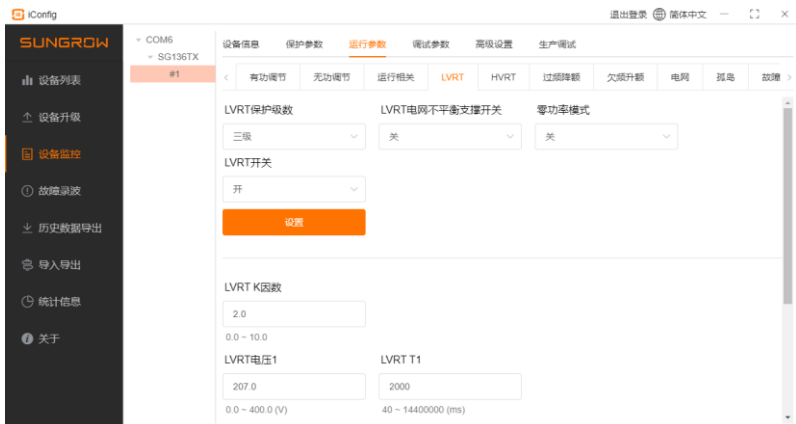 iConfig
退出登录 简体中文
SUNGROW
设备列表
设备升级
设备监控
故障录波
历史数据导出
导入导出
统计信息
关于
COM6
SG136TX
#1
设备信息 保护参数 运行参数 调试参数 高级设置 生产调试
有功调节 无功调节 运行相关 LVRT HVRT 过频降额 欠频升额 电网 孤岛 故障
LVRT保护级数 LVRT电网不平衡支撑开关 零功率模式
三级 关 关
LVRT开关
开
设置
LVRT K因数
2.0
0.0 ~ 10.0
LVRT电压1 LVRT T1
207.0 2000
0.0 ~ 400.0 (V) 40 ~ 14400000 (ms)